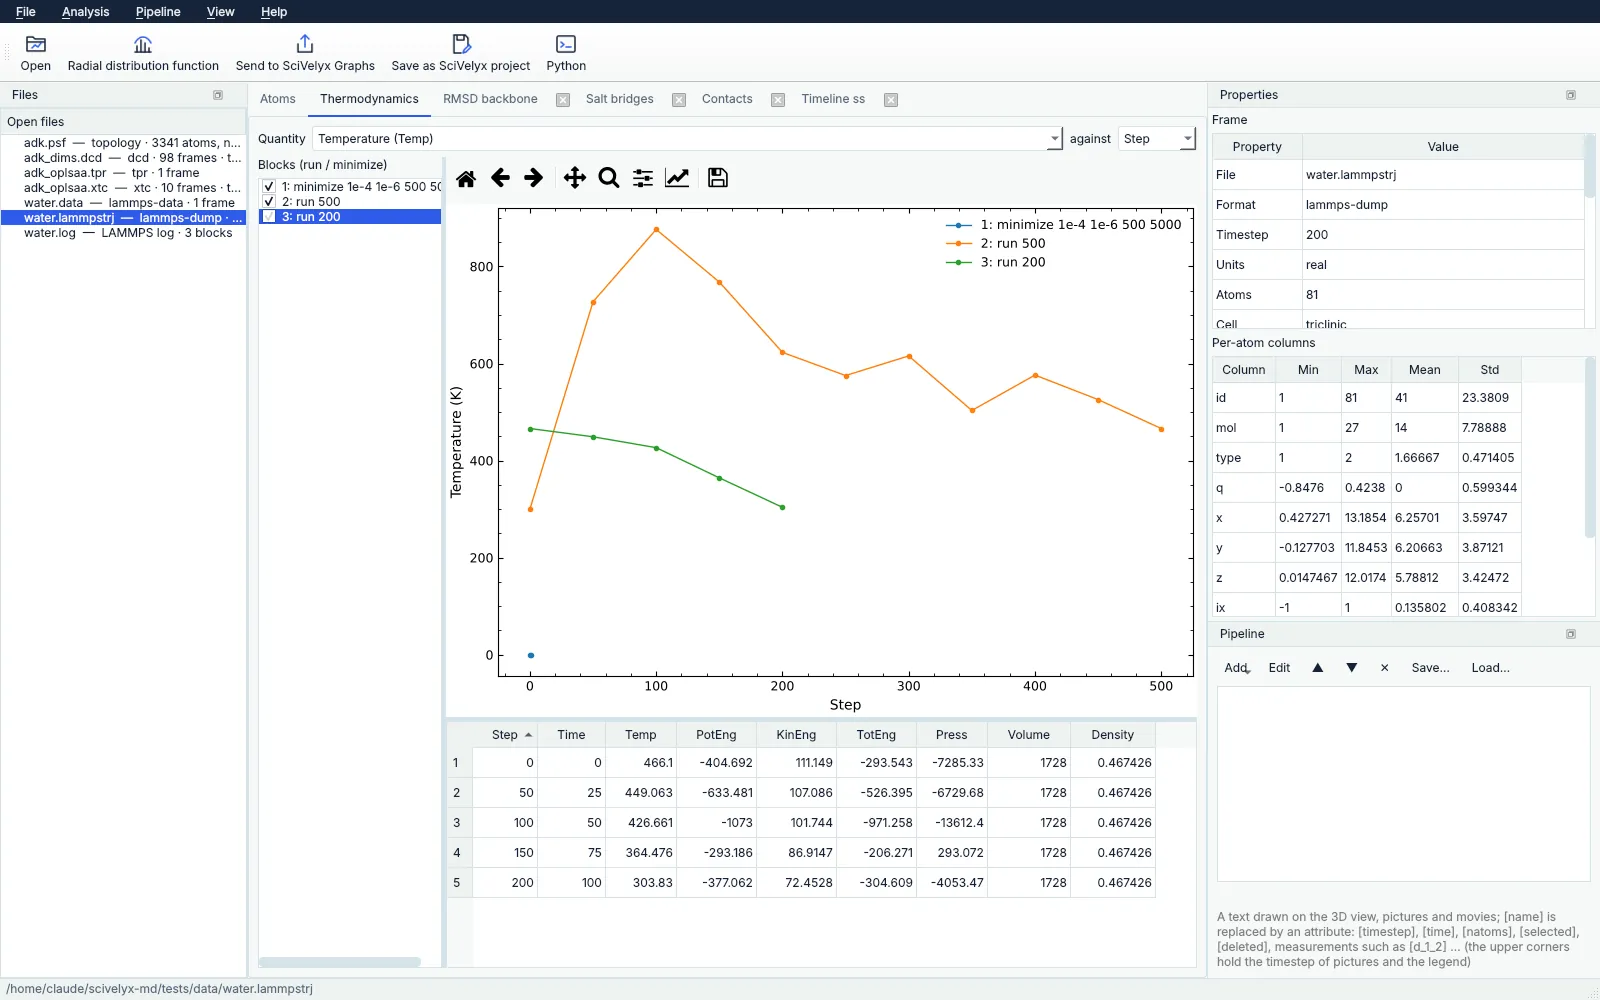 File Analysis Pipeline View Help
Open Radial distribution function Send to SciVelyx Graphs Save as SciVelyx project Python
Files
Open files
adk.psf — topology · 3341 atoms, n...
adk_dims.dcd — dcd · 98 frames · t...
adk_oplsaa.tpr — tpr · 1 frame
adk_oplsaa.xtc — xtc · 10 frames · t...
water.data — lammps-data · 1 frame
water.lammpstrj — lammps-dump · ...
water.log — LAMMPS log · 3 blocks
Atoms Thermodynamics RMSD backbone Salt bridges Contacts Timeline ss
Quantity Temperature (Temp) against Step
Blocks (run / minimize)
1: minimize 1e-4 1e-6 500 50
2: run 500
3: run 200
1: minimize 1e-4 1e-6 500 5000
2: run 500
3: run 200
Temperature (K)
800
600
400
200
0
0 100 200 300 400 500
Step
Step Time Temp PotEng KinEng TotEng Press Volume Density
1 0 0 466.1 -404.692 111.149 -293.543 -7285.33 1728 0.467426
2 50 25 449.063 -633.481 107.086 -526.395 -6729.68 1728 0.467426
3 100 50 426.661 -1073 101.744 -971.258 -13612.4 1728 0.467426
4 150 75 364.476 -293.186 86.9147 -206.271 293.072 1728 0.467426
5 200 100 303.83 -377.062 72.4528 -304.609 -4053.47 1728 0.467426
Properties
Frame
Property Value
File water.lammpstrj
Format lammps-dump
Timestep 200
Units real
Atoms 81
Cell triclinic
Per-atom columns
Column Min Max Mean Std
id 1 81 41 23.3809
mol 1 27 14 7.78888
type 1 2 1.66667 0.471405
q -0.8476 0.4238 0 0.599344
x 0.427271 13.1854 6.25701 3.59747
y -0.127703 11.8453 6.20663 3.87121
z 0.0147467 12.0174 5.78812 3.42472
ix -1 1 0.135802 0.408342
Pipeline
Add Edit ▲ ▼ × Save... Load...
A text drawn on the 3D view, pictures and movies; [name] is
replaced by an attribute: [timestep], [time], [natoms], [selected],
[deleted], measurements such as [d_1_2] ... (the upper corners
hold the timestep of pictures and the legend)
/home/claude/scivelyx-md/tests/data/water.lammpstrj